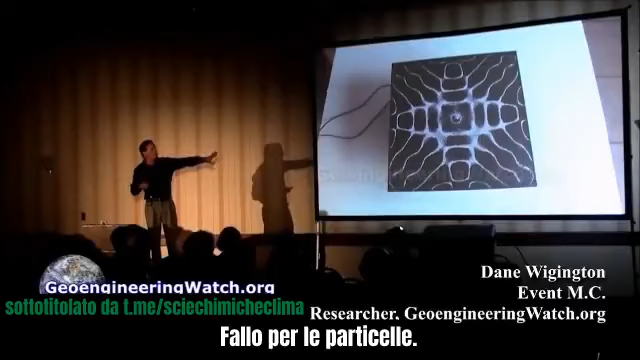 Dane Wigington
Event M.C.
GeoengineeringWatch.org
sottotitolato da t.me/sciechimicheclima
Researcher, GeoengineeringWatch.org
Fallo per le particelle.